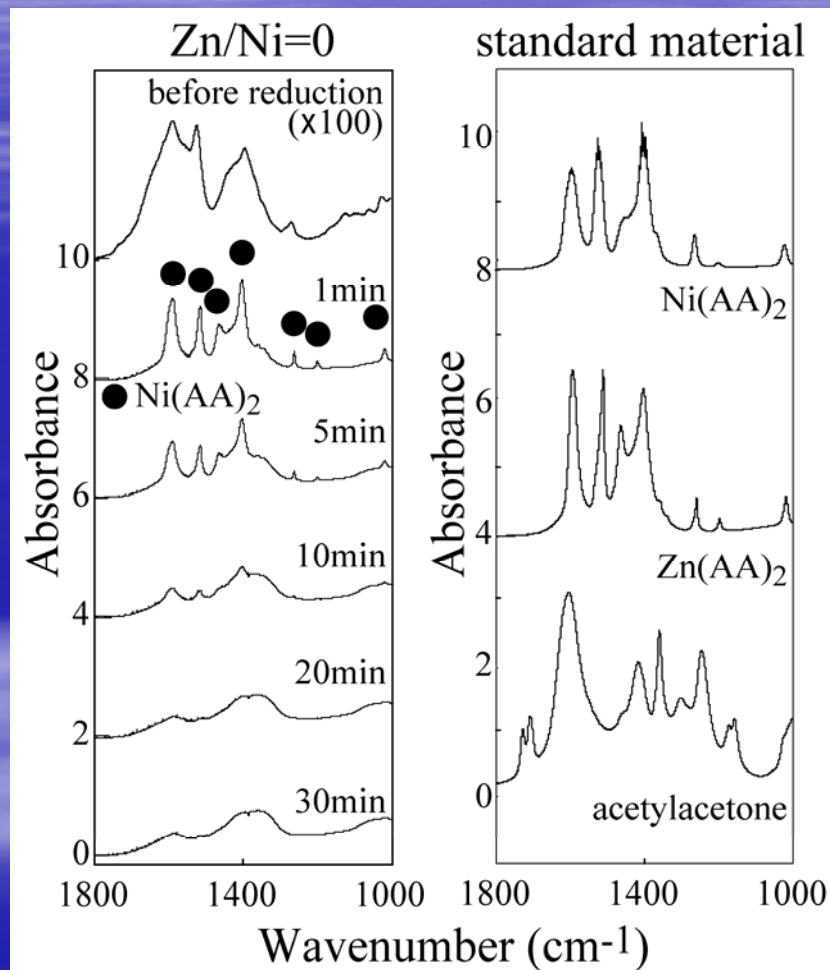 Zn/Ni=0
before reduction
(×100)
10
1min
8
● Ni(AA)2
5min
6
10min
4
20min
2
30min
0
1800
1400
1000
Absorbance
standard material
10
8
Ni(AA)2
6
4
Zn(AA)2
2
0
acetylacetone
1800
1400
1000
Absorbance
Wavenumber (cm-1)